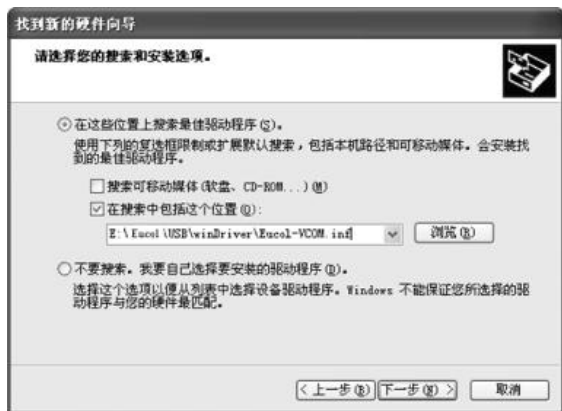 找到新的硬件向导
请选择您的搜索和安装选项。
在这些位置上搜索最佳驱动程序(S)。
使用下列的复选框限制或扩展默认搜索，包括本机路径和可移动媒体。会安装找
到的最佳驱动程序。
搜索可移动媒体(软盘、CD-ROM...)(M)
在搜索中包括这个位置(O):
E:\Eucol\USB\winDriver\Eucol-VCOM.inf
浏览(R)
不要搜索。我要自己选择要安装的驱动程序(D)。
选择这个选项以便从列表中选择设备驱动程序。Windows 不能保证您所选择的驱
动程序与您的硬件最匹配。
<上一步(B) 下一步(N)> 取消